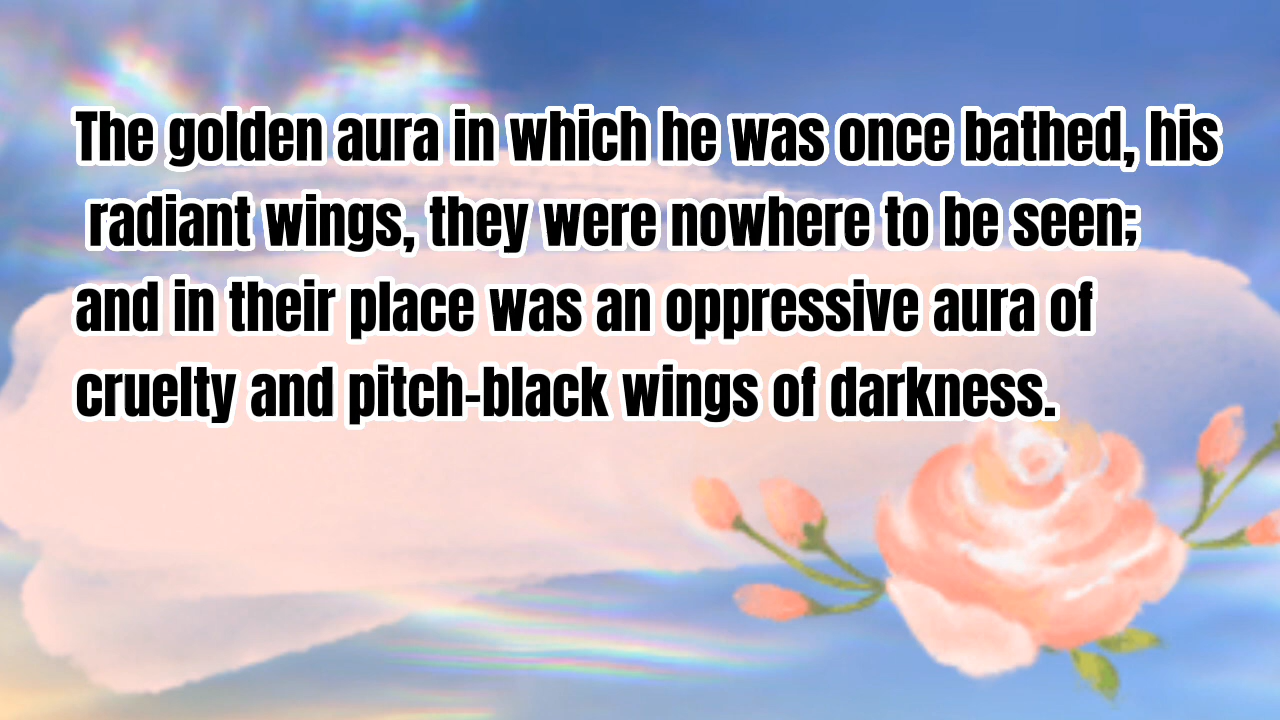 The golden aura in which he was once bathed, his
radiant wings, they were nowhere to be seen;
and in their place was an oppressive aura of
cruelty and pitch-black wings of darkness.